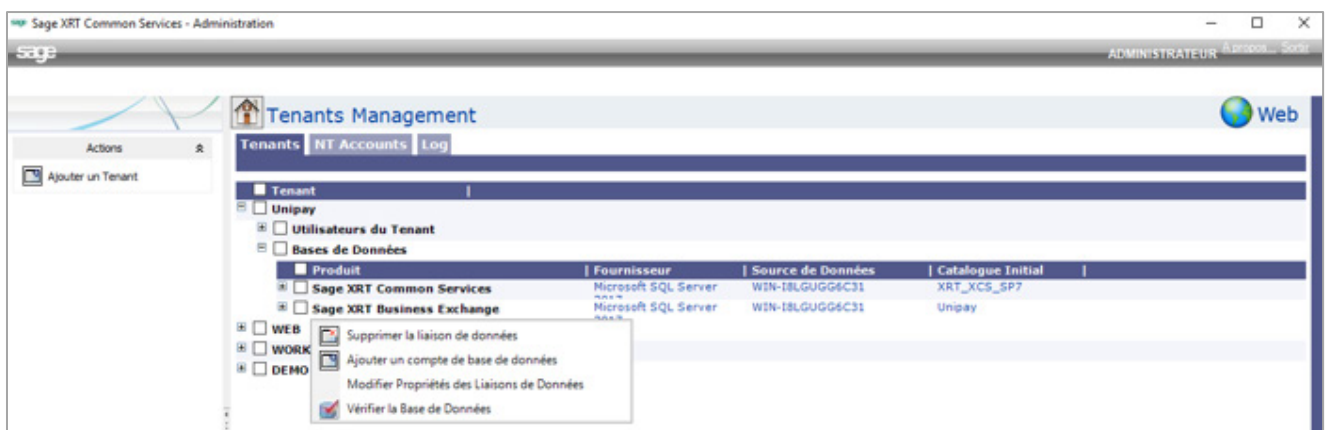 Sage XRT Common Services - Administration
sage
ADMINISTRATEUR A propos... Sortir
Tenants Management
Web
Actions
Tenants NT Accounts Log
Ajouter un Tenant
Tenant
Unipay
Utilisateurs du Tenant
Bases de Données
Produit Fournisseur Source de Données Catalogue Initial
Sage XRT Common Services Microsoft SQL Server WIN-I8LGUGG6C31 XRT_XCS_SP7
Sage XRT Business Exchange Microsoft SQL Server WIN-I8LGUGG6C31 Unipay
WEB
Supprimer la liaison de données
WORK
Ajouter un compte de base de données
DEMO
Modifier Propriétés des Liaisons de Données
Vérifier la Base de Données